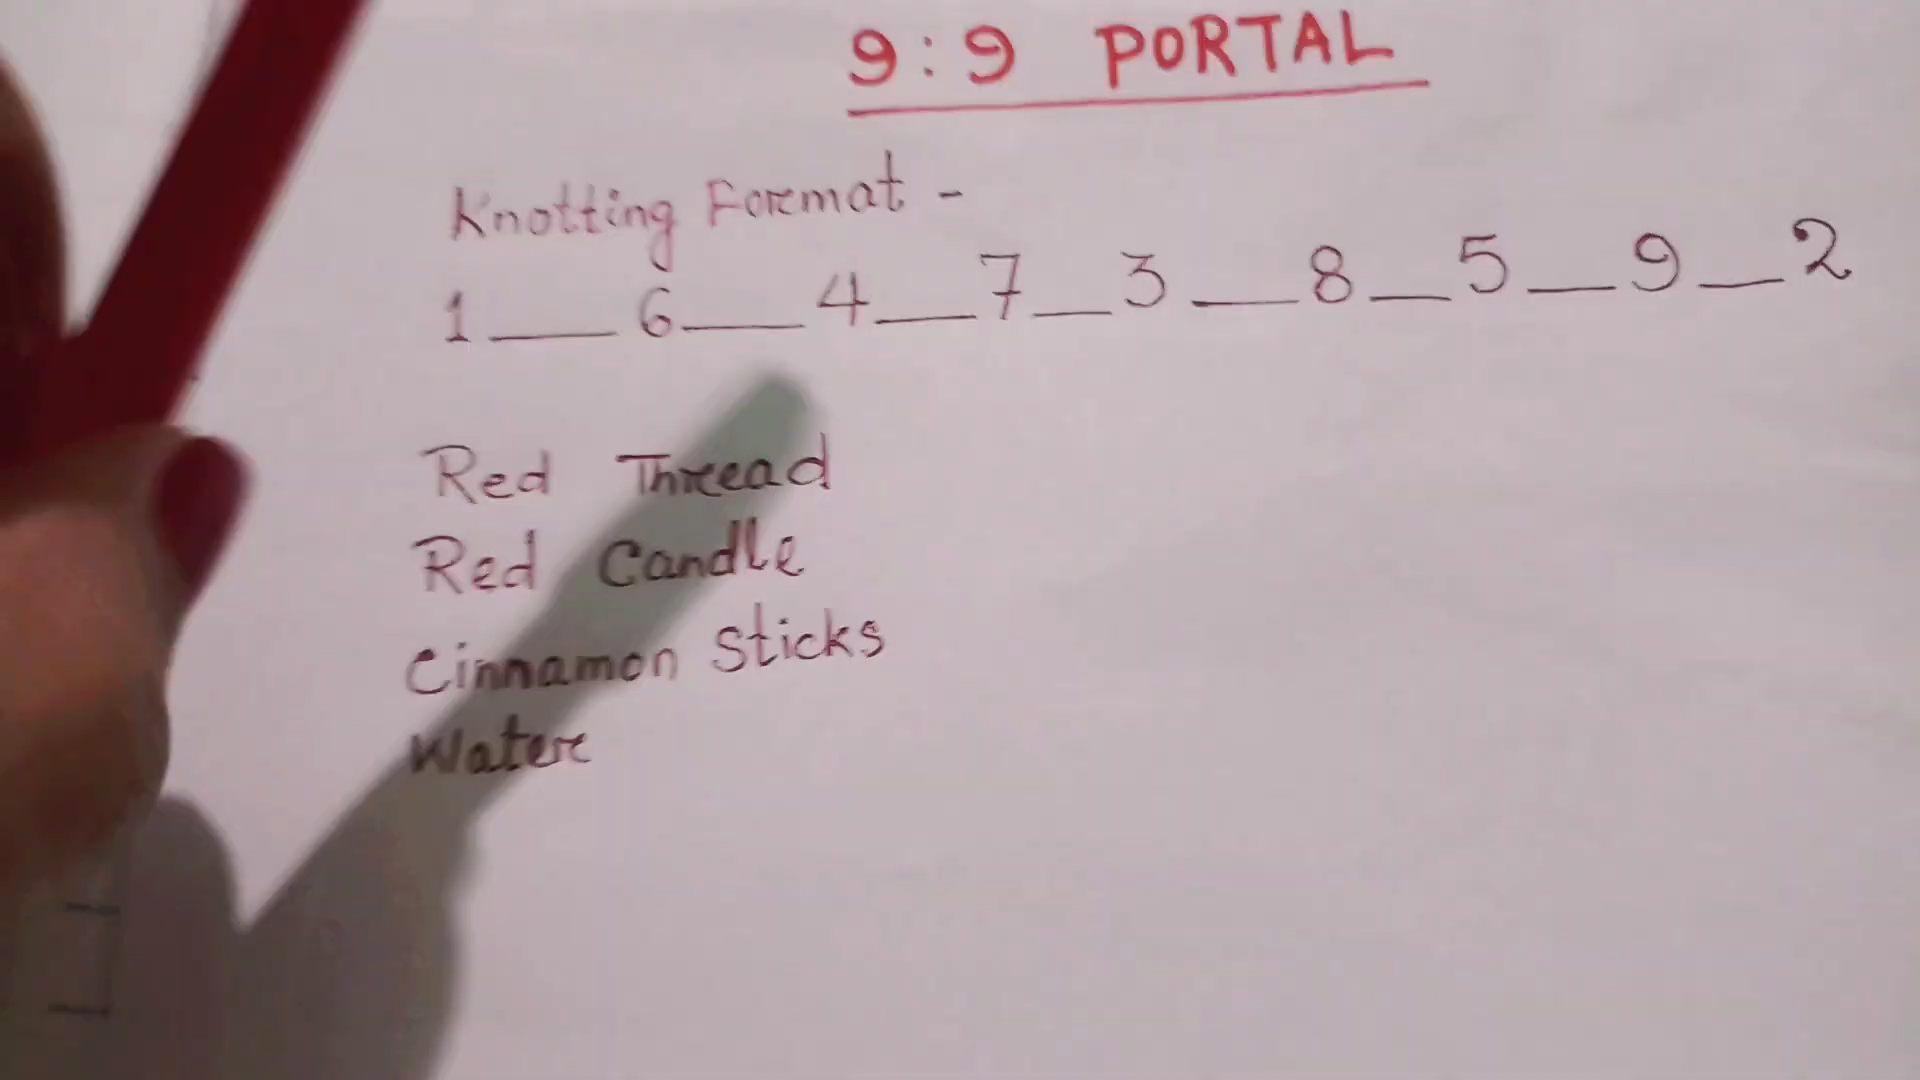 9:9 PORTAL
Knotting Format -
1 __ 6 __ 4 __ 7 __ 3 __ 8 __ 5 __ 9 __ 2
Red Thread
Red Candle
Cinnamon Sticks
Water